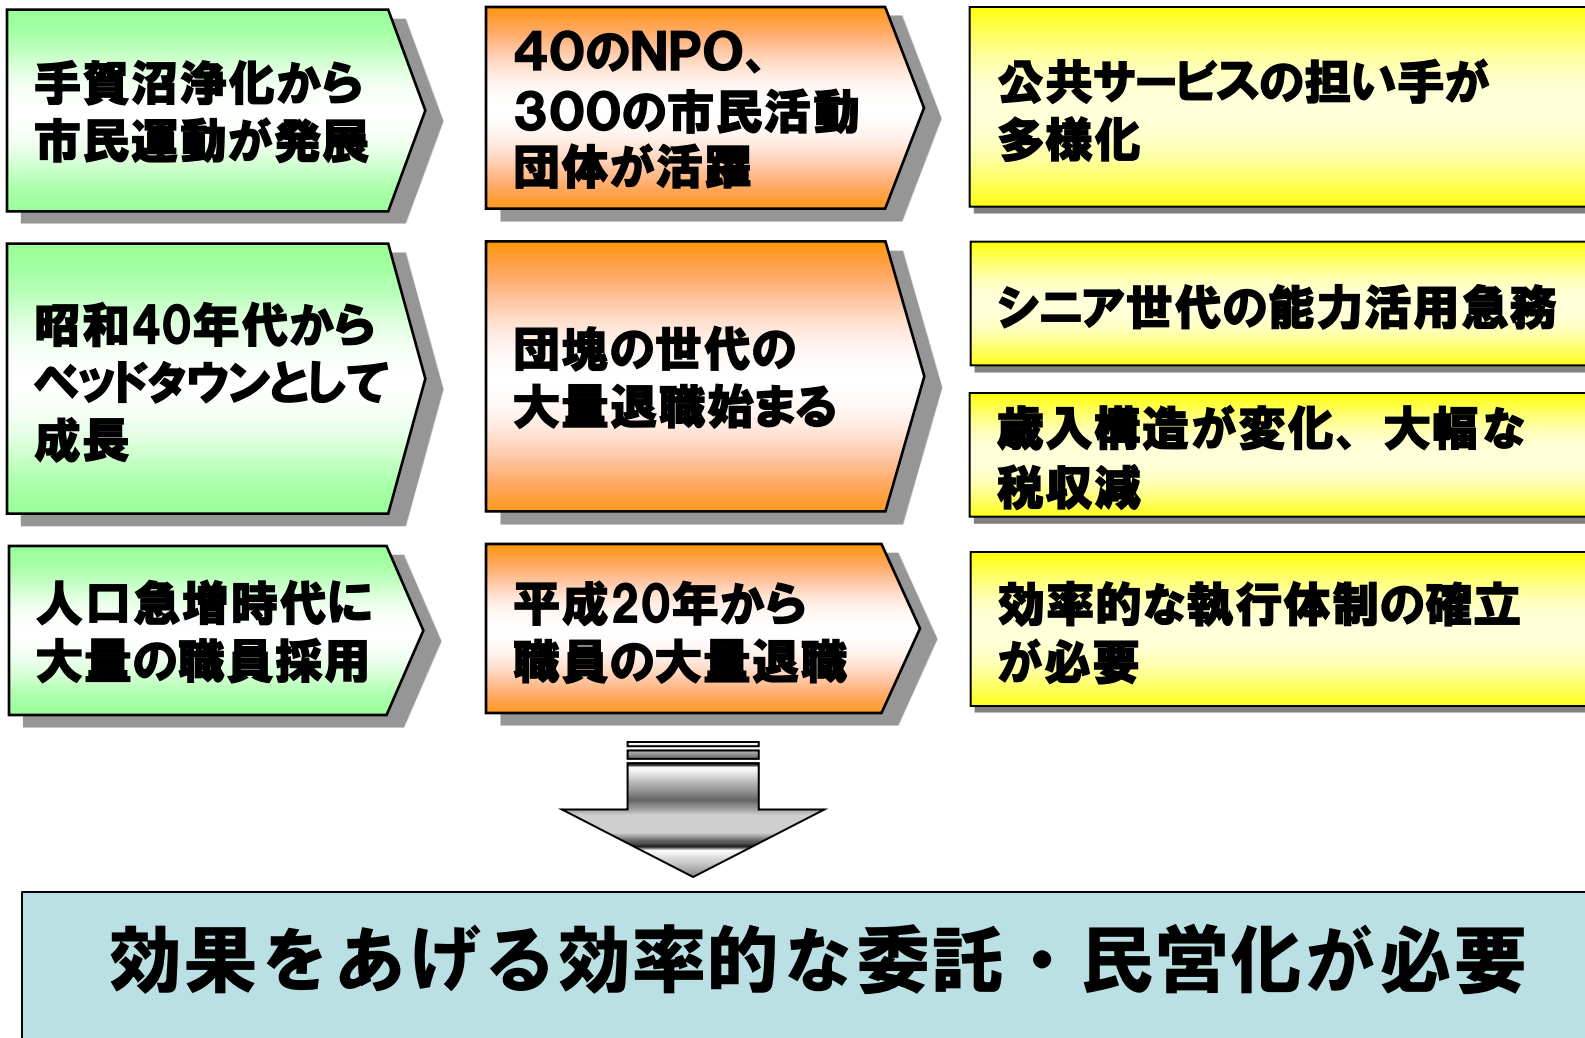 手賀沼浄化から
市民運動が発展
40のNPO、
300の市民活動
団体が活躍
公共サービスの担い手が
多様化
昭和40年代から
ベッドタウンとして
成長
団塊の世代の
大量退職始まる
シニア世代の能力活用急務
歳入構造が変化、大幅な
税収減
人口急増時代に
大量の職員採用
平成20年から
職員の大量退職
効率的な執行体制の確立
が必要
効果をあげる効率的な委託・民営化が必要